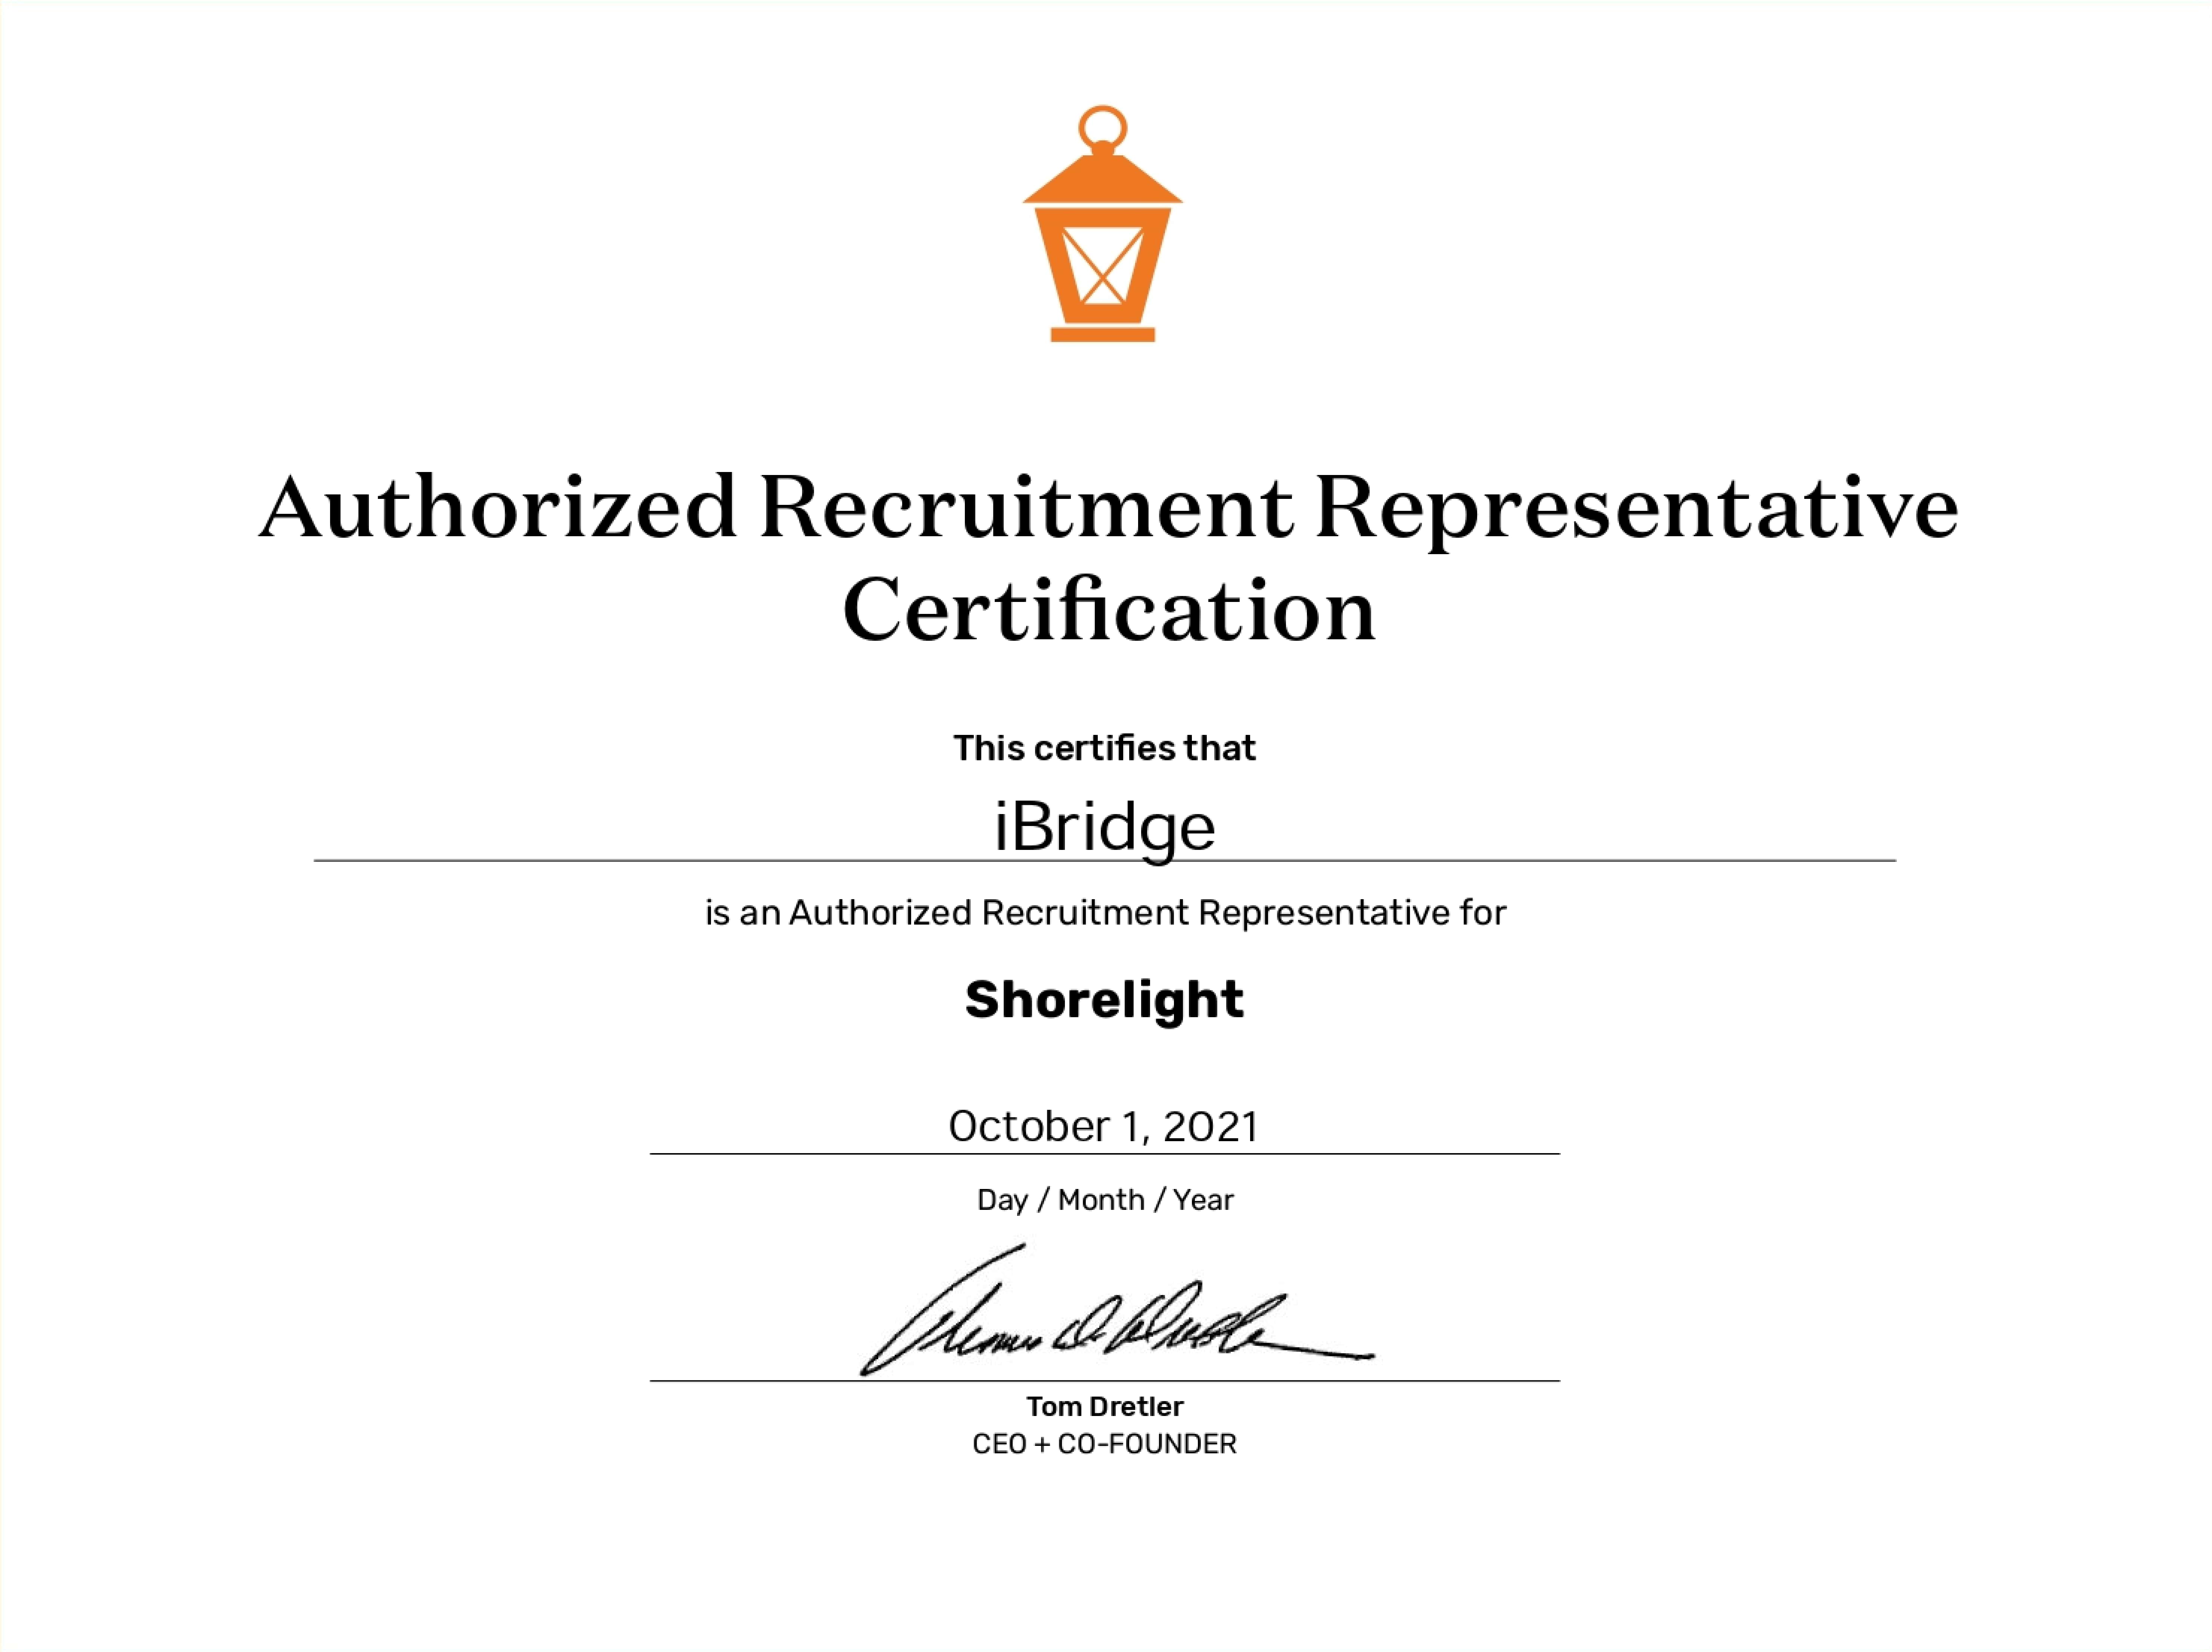 Authorized Recruitment Representative
Certification
This certifies that
iBridge
is an Authorized Recruitment Representative for
Shorelight
October 1, 2021
Day / Month / Year
Tom Dretler
CEO + CO-FOUNDER